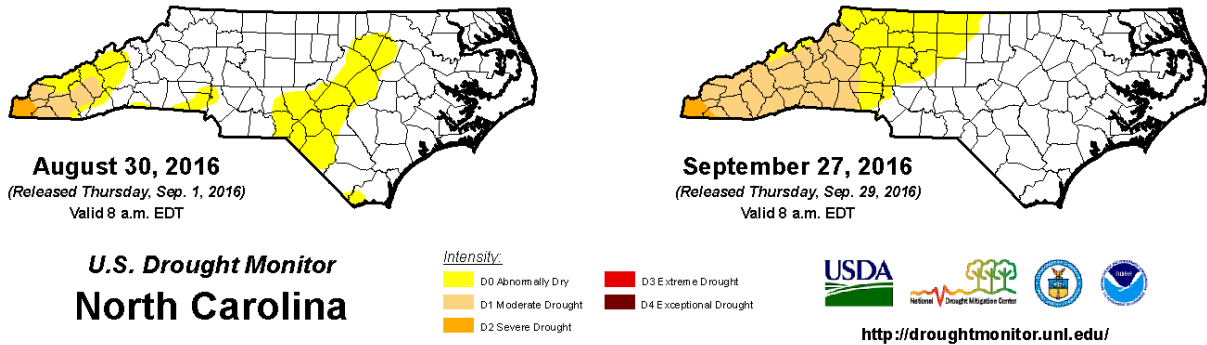 August 30, 2016
(Released Thursday, Sep. 1, 2016)
Valid 8 a.m. EDT
September 27, 2016
(Released Thursday, Sep. 29, 2016)
Valid 8 a.m. EDT
U.S. Drought Monitor
North Carolina
Intensity:
D0 Abnormally Dry
D1 Moderate Drought
D2 Severe Drought
D3 Extreme Drought
D4 Exceptional Drought
USDA
National Drought Mitigation Center
http://droughtmonitor.unl.edu/